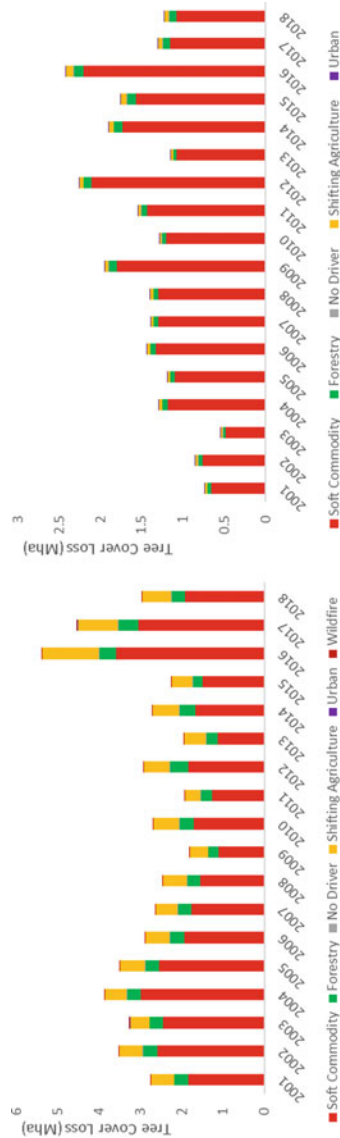 Tree Cover Loss (Mha)
6
5
4
3
2
1
0
2001 2002 2003 2004 2005 2006 2007 2008 2009 2010 2011 2012 2013 2014 2015 2016 2017 2018
Soft Commodity Forestry No Driver Shifting Agriculture Urban Wildfire
Tree Cover Loss (Mha)
3
2.5
2
1.5
1
0.5
0
2001 2002 2003 2004 2005 2006 2007 2008 2009 2010 2011 2012 2013 2014 2015 2016 2017 2018
Soft Commodity Forestry No Driver Shifting Agriculture Urban